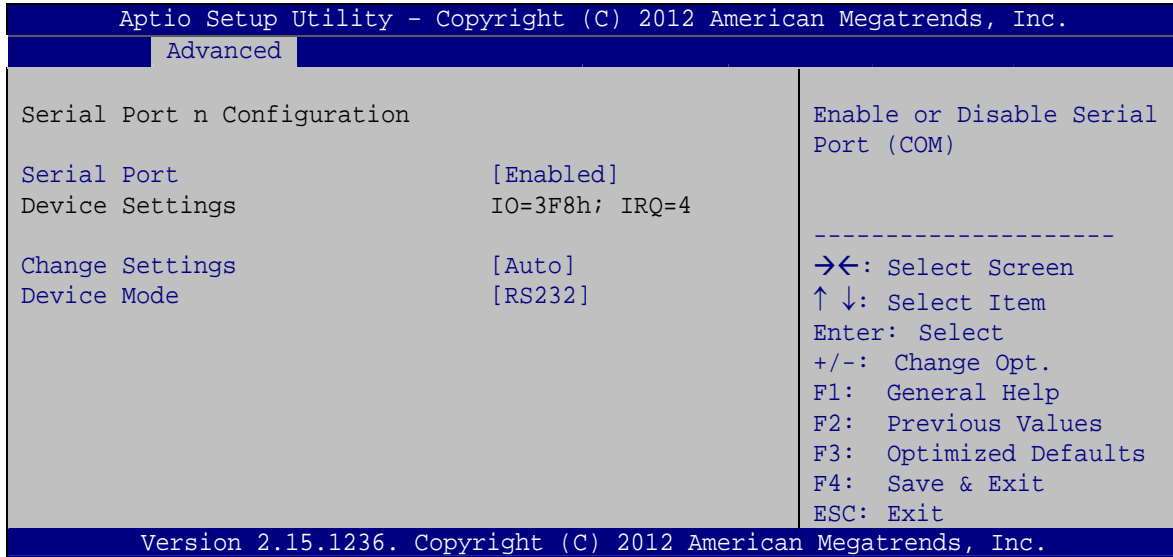 Aptio Setup Utility – Copyright (C) 2012 American Megatrends, Inc.
Advanced
Serial Port n Configuration
Serial Port [Enabled]
Device Settings IO=3F8h; IRQ=4
Change Settings [Auto]
Device Mode [RS232]
Enable or Disable Serial
Port (COM)
---------------------
→←: Select Screen
↑ ↓: Select Item
Enter: Select
+/-: Change Opt.
F1: General Help
F2: Previous Values
F3: Optimized Defaults
F4: Save & Exit
ESC: Exit
Version 2.15.1236. Copyright (C) 2012 American Megatrends, Inc.